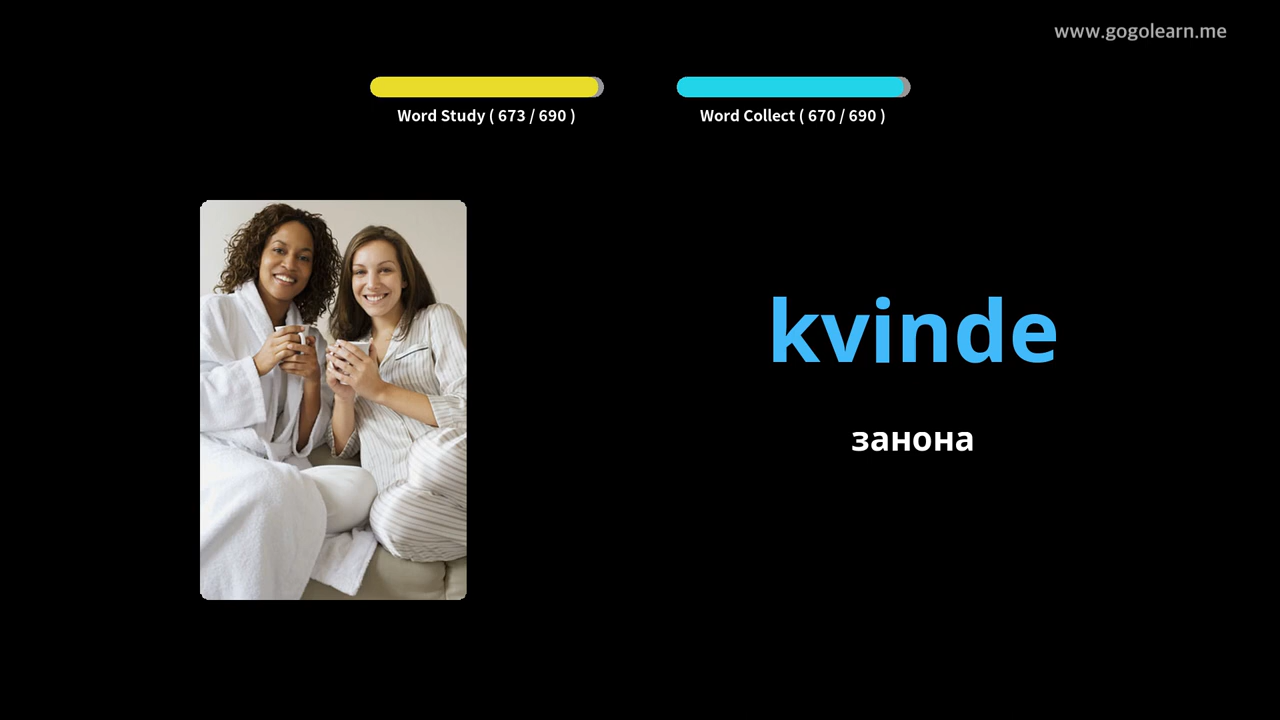 www.gogolearn.me
Word Study ( 673 / 690 )
Word Collect ( 670 / 690 )
kvinde
занона